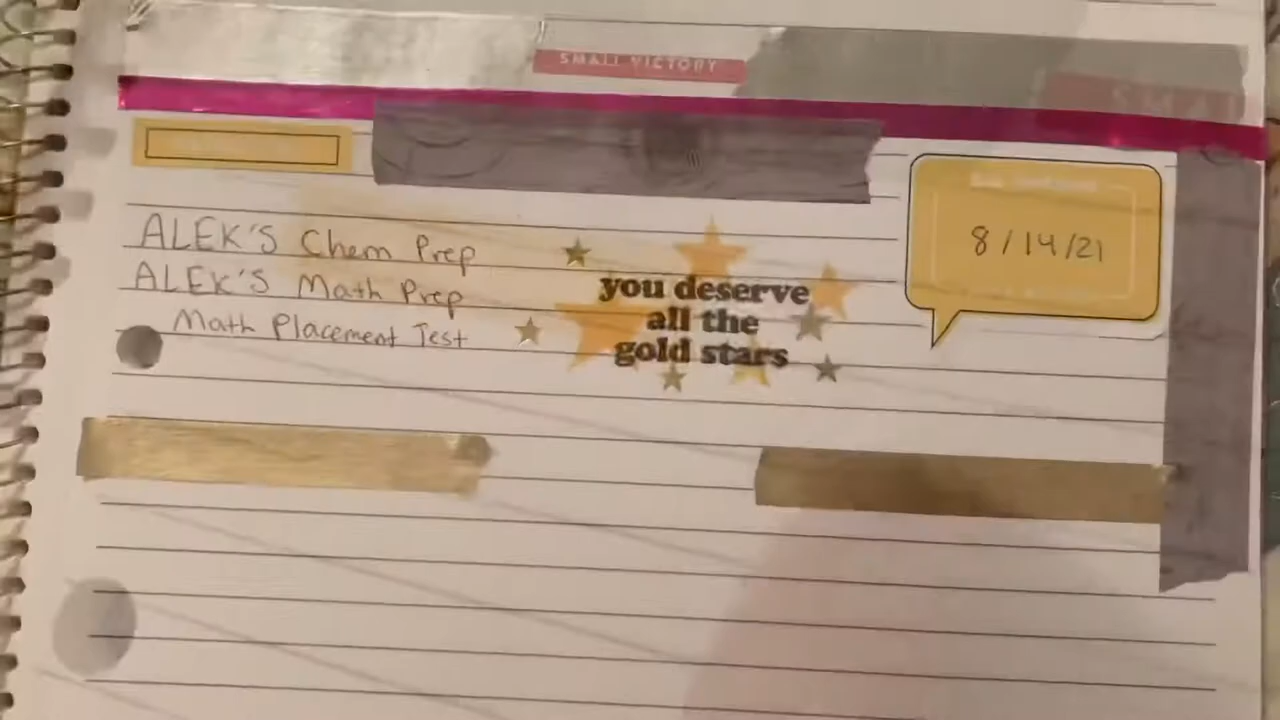 SMALL VICTORY
SMAL
8/14/21
ALEK'S Chem Prep
ALEK'S Math Prep
Math Placement Test
you deserve
all the
gold stars